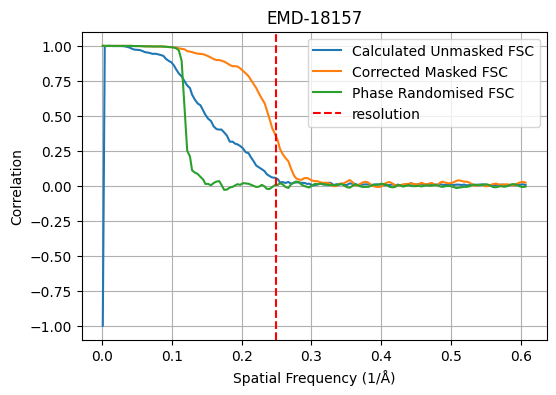 EMD-18157
Calculated Unmasked FSC
Corrected Masked FSC
Phase Randomised FSC
resolution
Correlation
1.00
0.75
0.50
0.25
0.00
−0.25
−0.50
−0.75
−1.00
0.0 0.1 0.2 0.3 0.4 0.5 0.6
Spatial Frequency (1/Å)